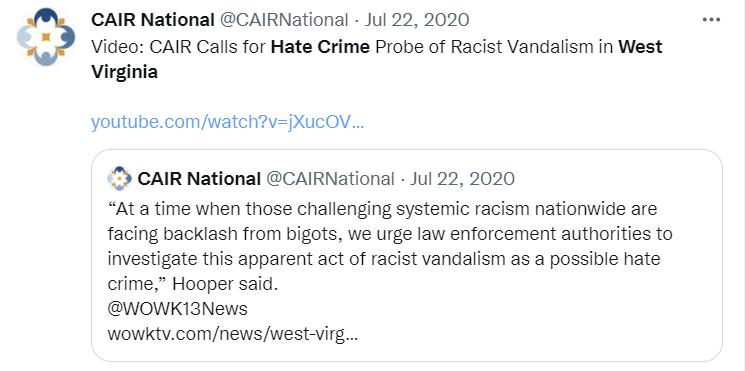 CAIR National @CAIRNational · Jul 22, 2020
Video: CAIR Calls for Hate Crime Probe of Racist Vandalism in West
Virginia
youtube.com/watch?v=jXucOV...
CAIR National @CAIRNational · Jul 22, 2020
“At a time when those challenging systemic racism nationwide are
facing backlash from bigots, we urge law enforcement authorities to
investigate this apparent act of racist vandalism as a possible hate
crime,” Hooper said.
@WOWK13News
wowktv.com/news/west-virg...